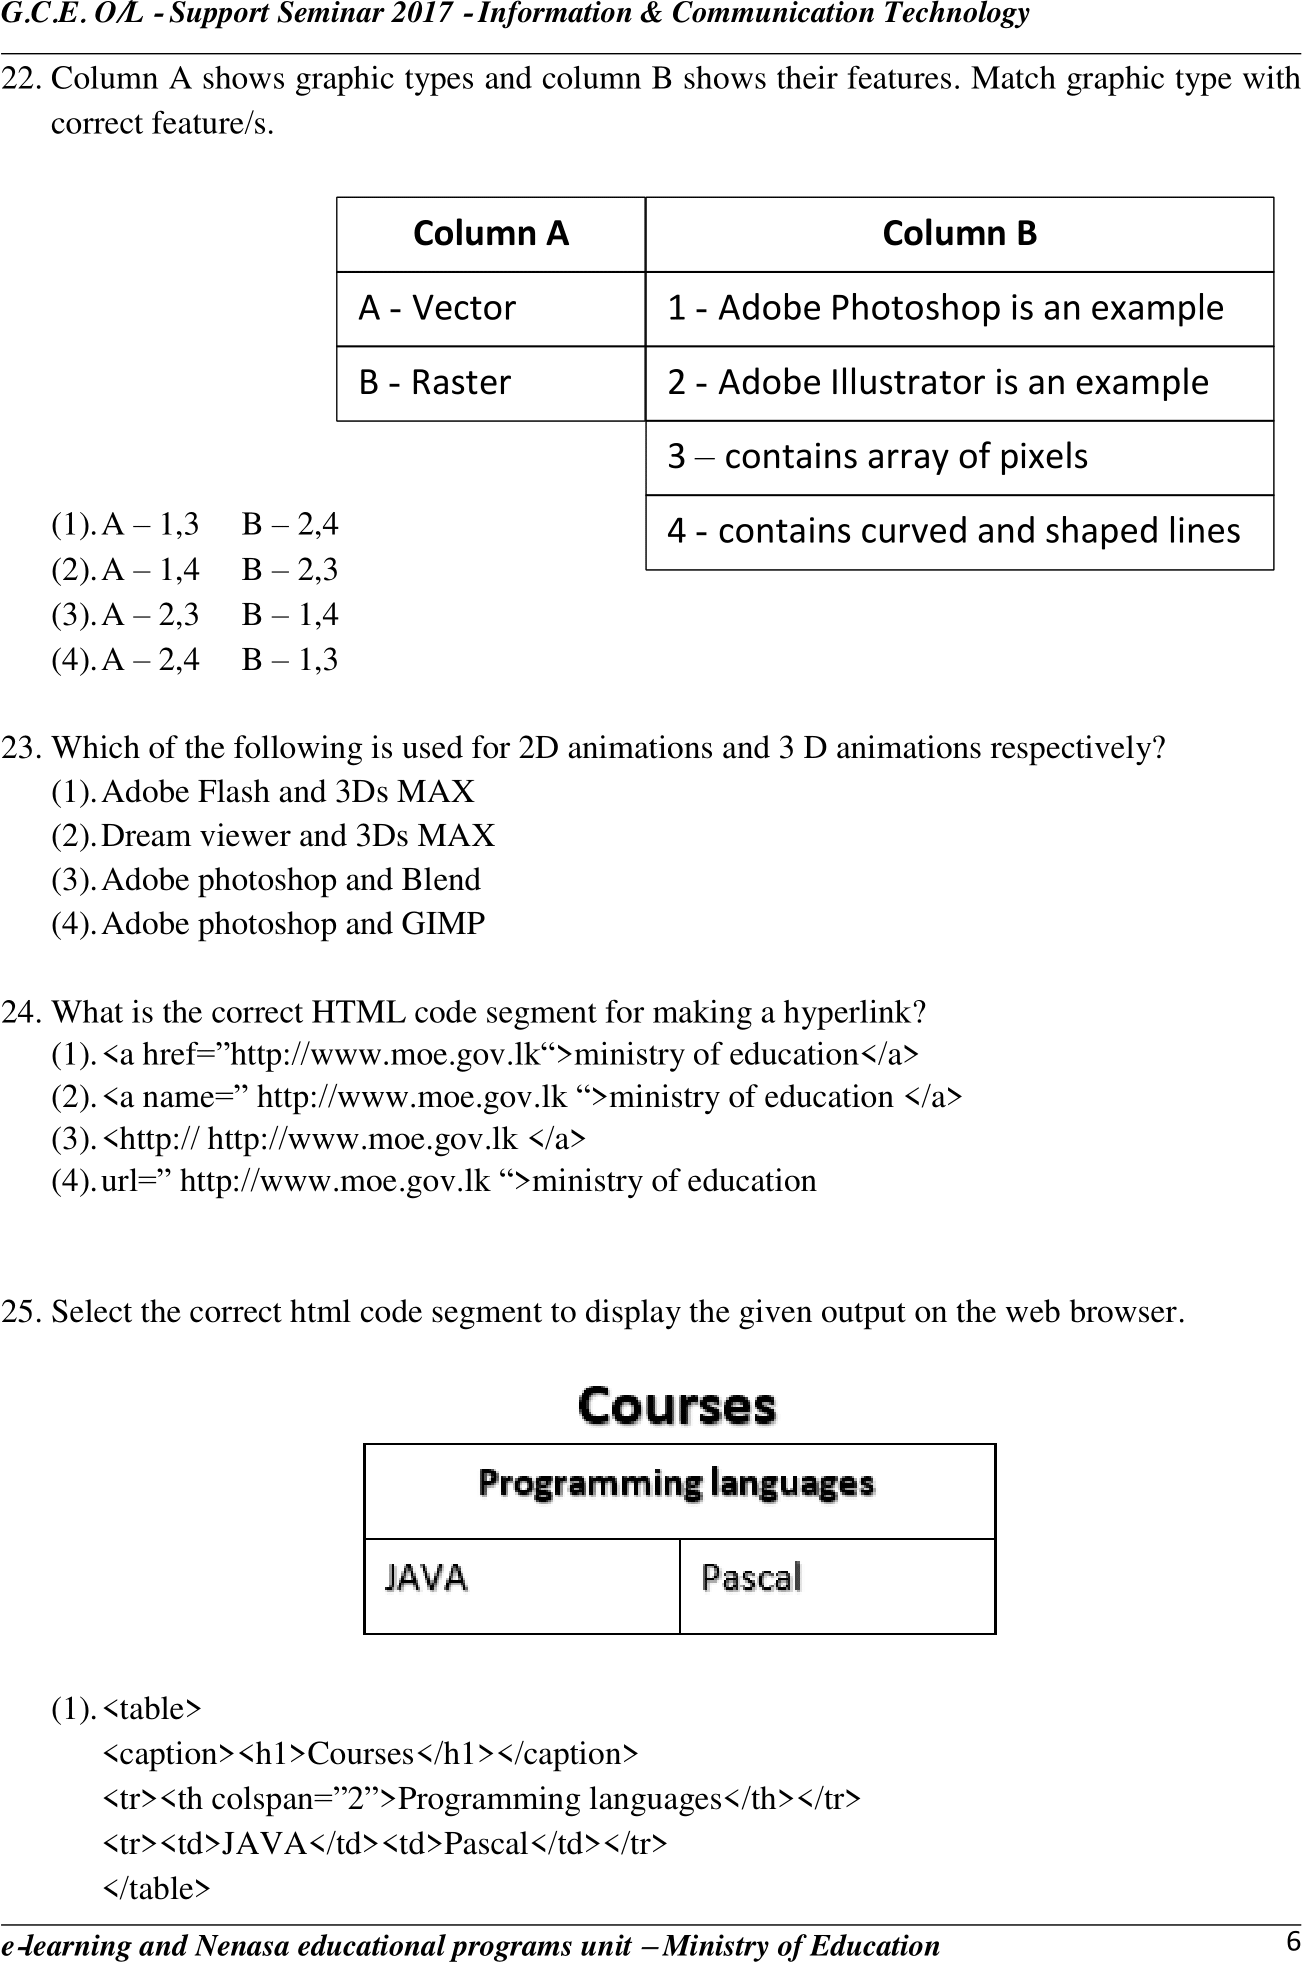 G.C.E. O/L - Support Seminar 2017 - Information & Communication Technology
22. Column A shows graphic types and column B shows their features. Match graphic type with
correct feature/s.
Column A Column B
A - Vector 1 - Adobe Photoshop is an example
B - Raster 2 - Adobe Illustrator is an example
3 – contains array of pixels
4 - contains curved and shaped lines
(1). A – 1,3 B – 2,4
(2). A – 1,4 B – 2,3
(3). A – 2,3 B – 1,4
(4). A – 2,4 B – 1,3
23. Which of the following is used for 2D animations and 3 D animations respectively?
(1). Adobe Flash and 3Ds MAX
(2). Dream viewer and 3Ds MAX
(3). Adobe photoshop and Blend
(4). Adobe photoshop and GIMP
24. What is the correct HTML code segment for making a hyperlink?
(1). <a href=”http://www.moe.gov.lk“>ministry of education</a>
(2). <a name=” http://www.moe.gov.lk “>ministry of education </a>
(3). <http:// http://www.moe.gov.lk </a>
(4). url=” http://www.moe.gov.lk “>ministry of education
25. Select the correct html code segment to display the given output on the web browser.
Courses
Programming languages
JAVA Pascal
(1). <table>
<caption><h1>Courses</h1></caption>
<tr><th colspan=”2”>Programming languages</th></tr>
<tr><td>JAVA</td><td>Pascal</td></tr>
</table>
e-learning and Nenasa educational programs unit – Ministry of Education 6